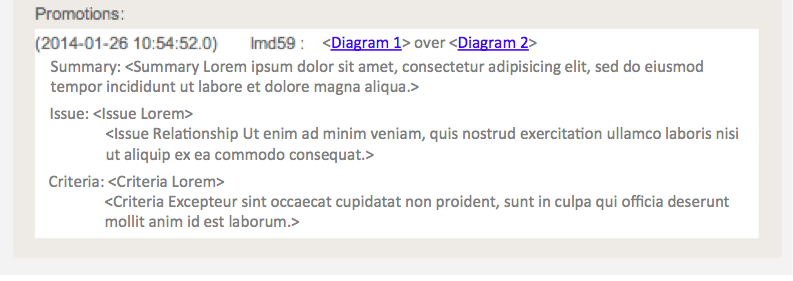 Promotions:
(2014-01-26 10:54:52.0) lmd59 : <Diagram 1> over <Diagram 2>
Summary: <Summary Lorem ipsum dolor sit amet, consectetur adipisicing elit, sed do eiusmod
tempor incididunt ut labore et dolore magna aliqua.>
Issue: <Issue Lorem>
<Issue Relationship Ut enim ad minim veniam, quis nostrud exercitation ullamco laboris nisi
ut aliquip ex ea commodo consequat.>
Criteria: <Criteria Lorem>
<Criteria Excepteur sint occaecat cupidatat non proident, sunt in culpa qui officia deserunt
mollit anim id est laborum.>